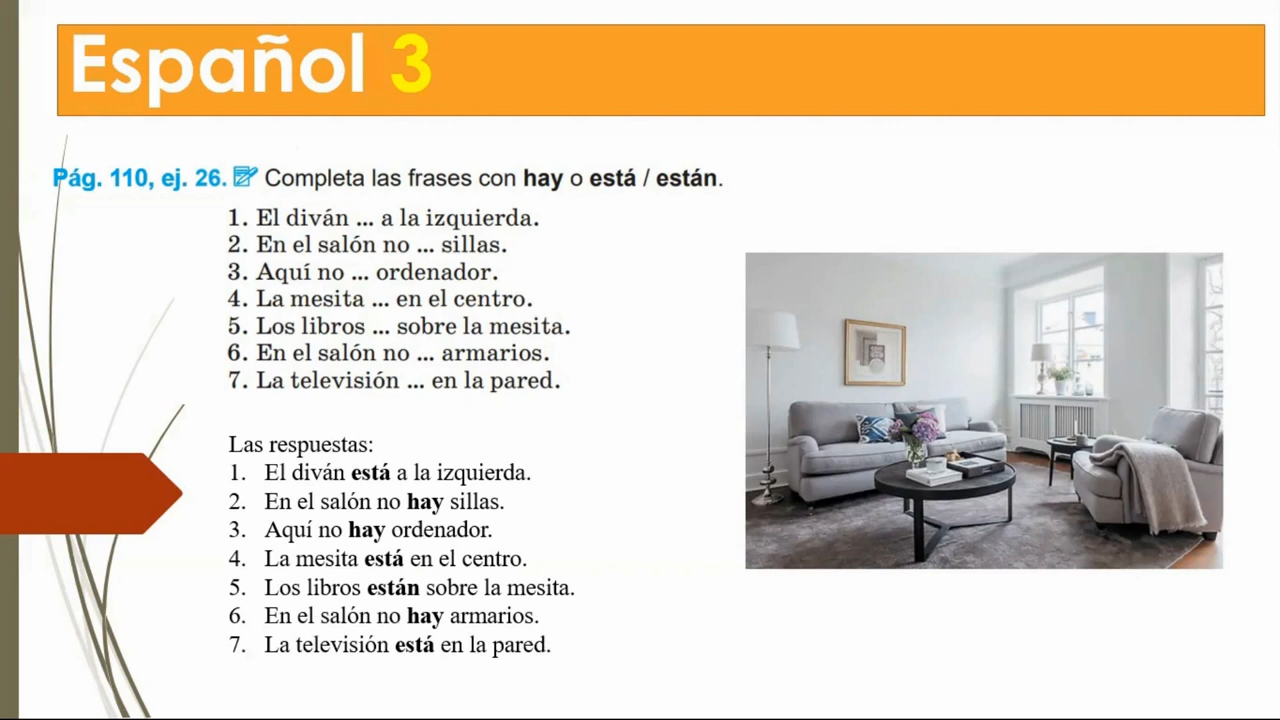 Español 3
Pág. 110, ej. 26. Completa las frases con hay o está / están.
1. El diván ... a la izquierda.
2. En el salón no ... sillas.
3. Aquí no ... ordenador.
4. La mesita ... en el centro.
5. Los libros ... sobre la mesita.
6. En el salón no ... armarios.
7. La televisión ... en la pared.
Las respuestas:
1. El diván está a la izquierda.
2. En el salón no hay sillas.
3. Aquí no hay ordenador.
4. La mesita está en el centro.
5. Los libros están sobre la mesita.
6. En el salón no hay armarios.
7. La televisión está en la pared.